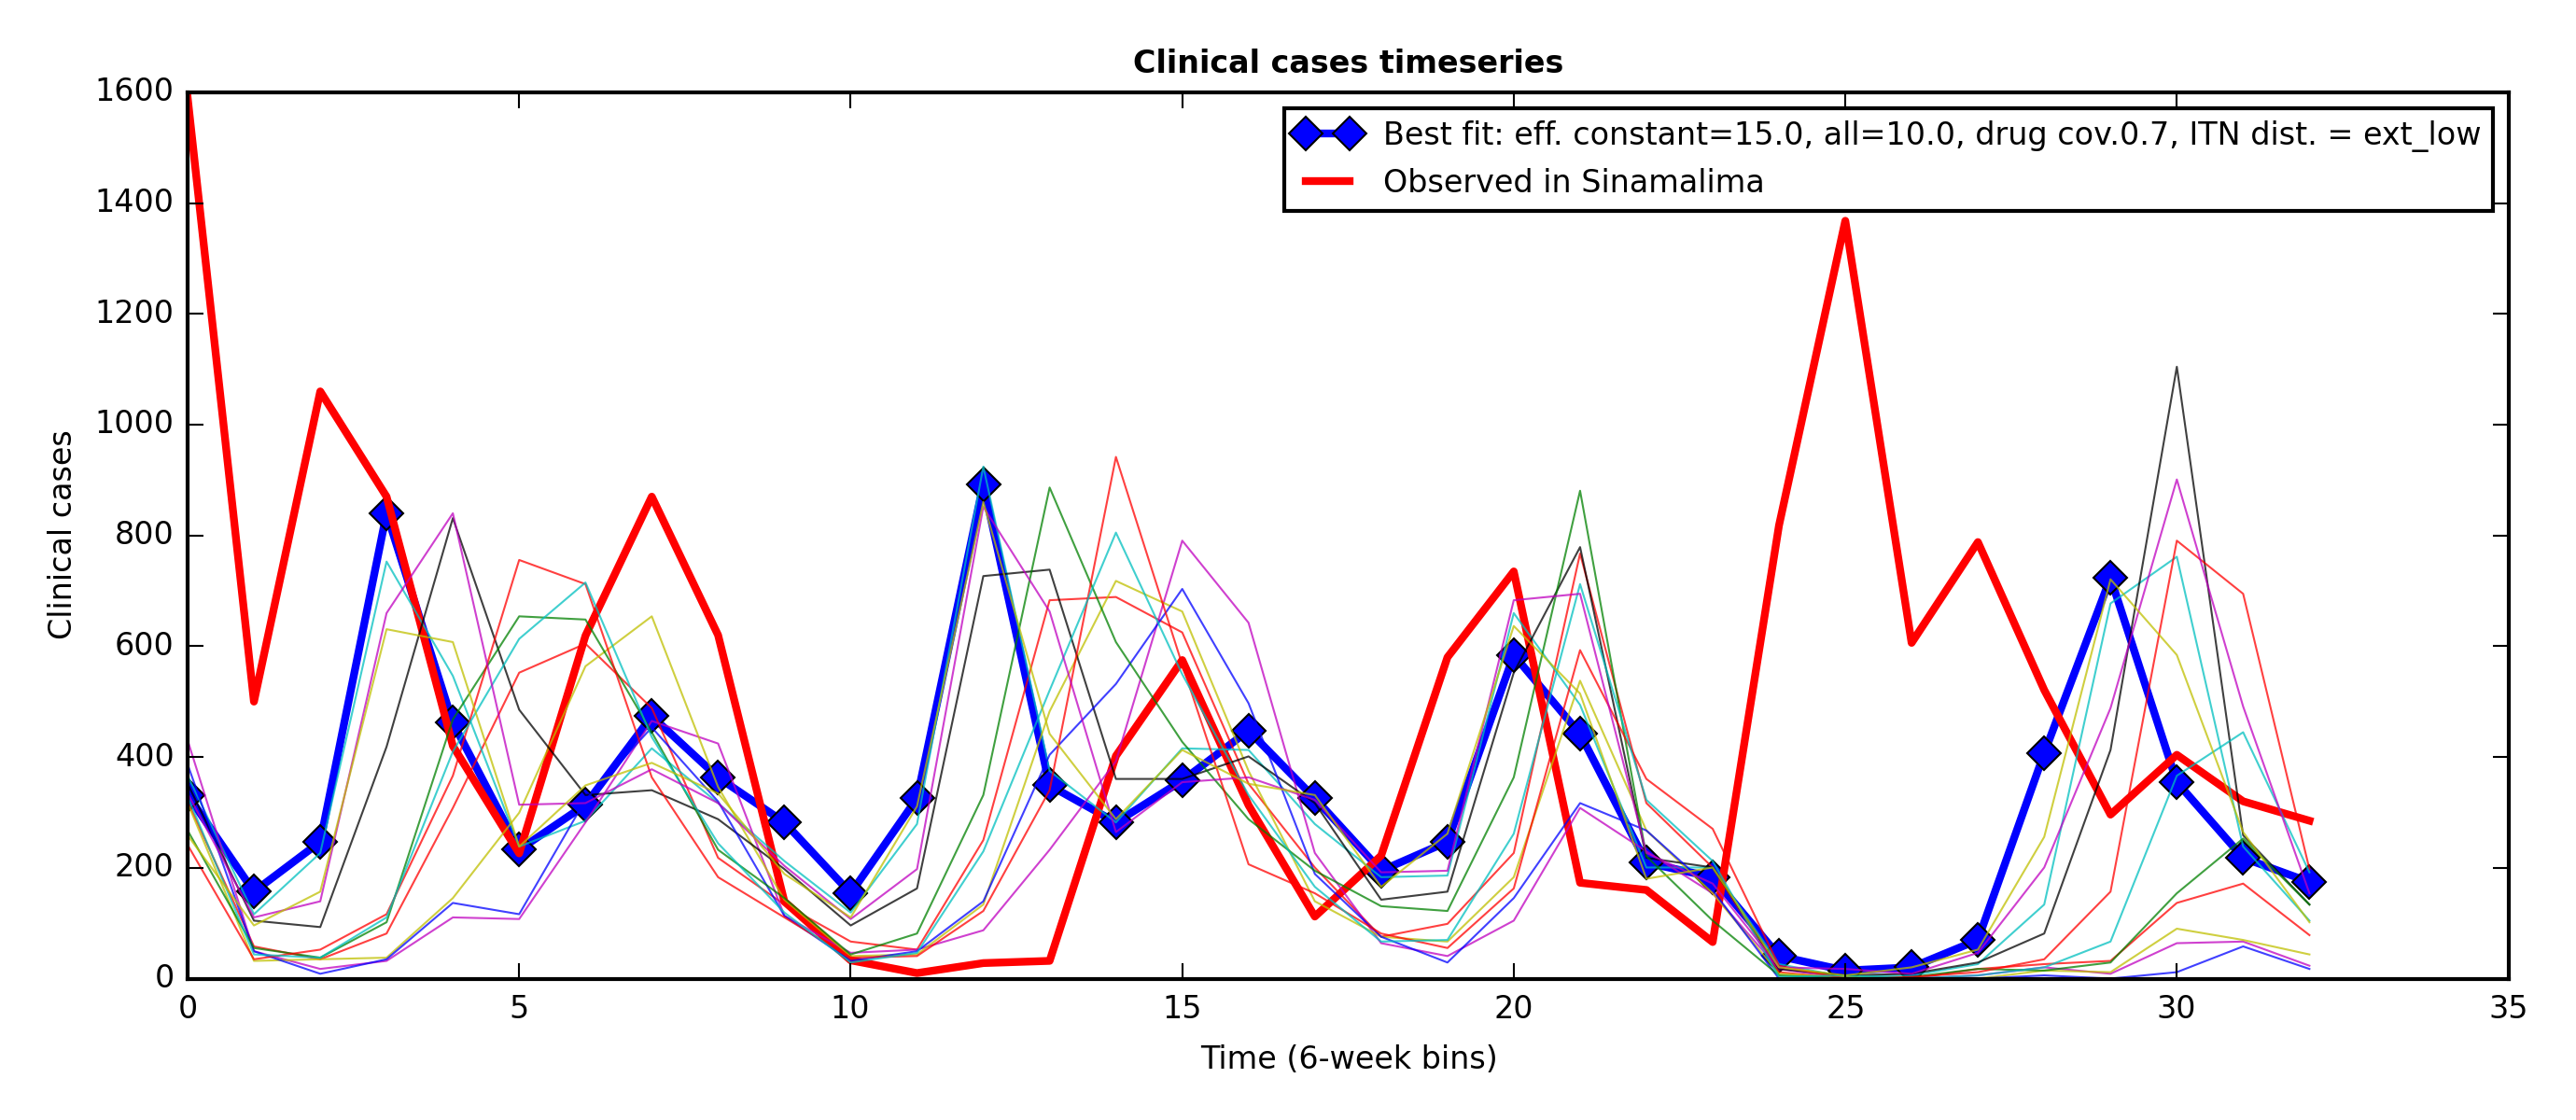 Clinical cases timeseries
1600
1400
1200
1000
800
600
400
200
0
Clinical cases
Best fit: eff. constant=15.0, all=10.0, drug cov.0.7, ITN dist. = ext_low
Observed in Sinamalima
0 5 10 15 20 25 30 35
Time (6-week bins)